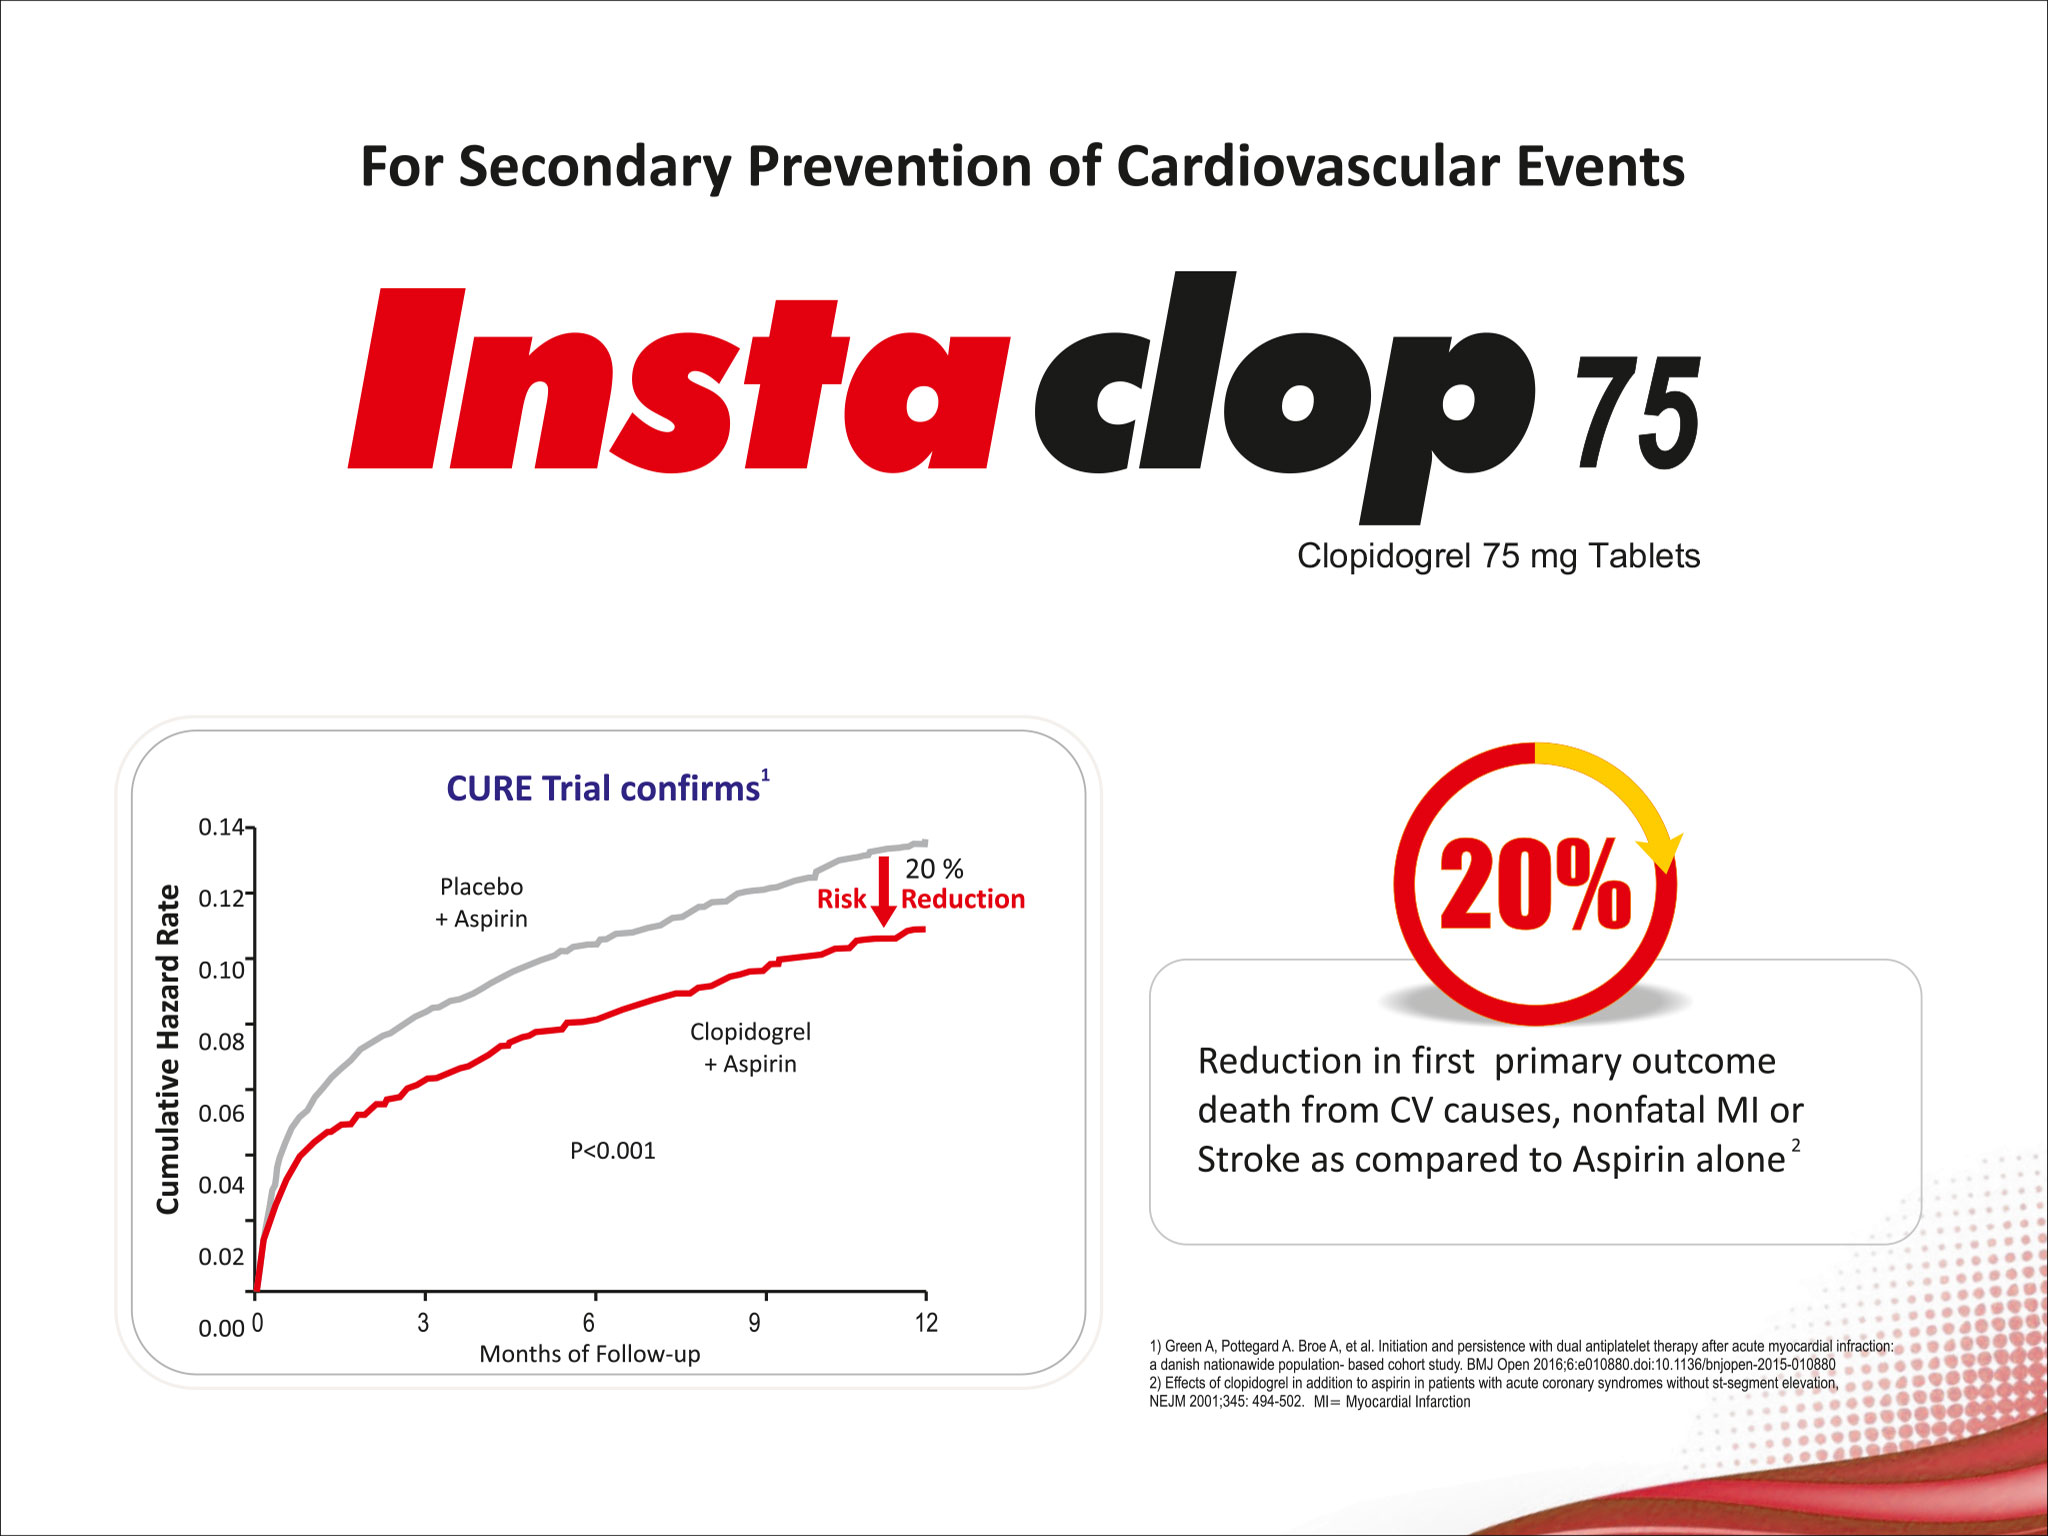 For Secondary Prevention of Cardiovascular Events
Insta clop 75
Clopidogrel 75 mg Tablets
CURE Trial confirms1
Cumulative Hazard Rate
0.14
0.12
0.10
0.08
0.06
0.04
0.02
0.00
Placebo
+ Aspirin
20 %
Risk Reduction
Clopidogrel
+ Aspirin
P<0.001
0 3 6 9 12
Months of Follow-up
20%
Reduction in first primary outcome
death from CV causes, nonfatal MI or
Stroke as compared to Aspirin alone2
1) Green A, Pottegard A. Broe A, et al. Initiation and persistence with dual antiplatelet therapy after acute myocardial infraction:
a danish nationawide population- based cohort study. BMJ Open 2016;6:e010880.doi:10.1136/bnjopen-2015-010880
2) Effects of clopidogrel in addition to aspirin in patients with acute coronary syndromes without st-segment elevation,
NEJM 2001;345: 494-502. MI= Myocardial Infarction